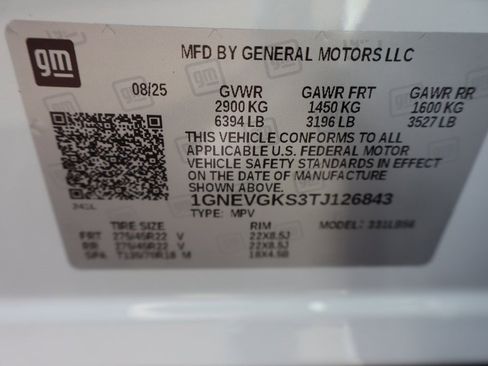 gm
MFD BY GENERAL MOTORS LLC
08/25 GVWR GAWR FRT GAWR RR
2900 KG 1450 KG 1600 KG
6394 LB 3196 LB 3527 LB
THIS VEHICLE CONFORMS TO ALL
APPLICABLE U.S. FEDERAL MOTOR
VEHICLE SAFETY STANDARDS IN EFFECT
ON THE DATE OF MANUFACTURE
SHOWN ABOVE.
1GNEVGKS3TJ126843
TYPE: MPV MODEL:
TIRE SIZE RIM
FRT 275/45R22 V 22X8.5J
RR 275/45R22 V 22X8.5J
SPA T135/70R18 M 18X4.5B